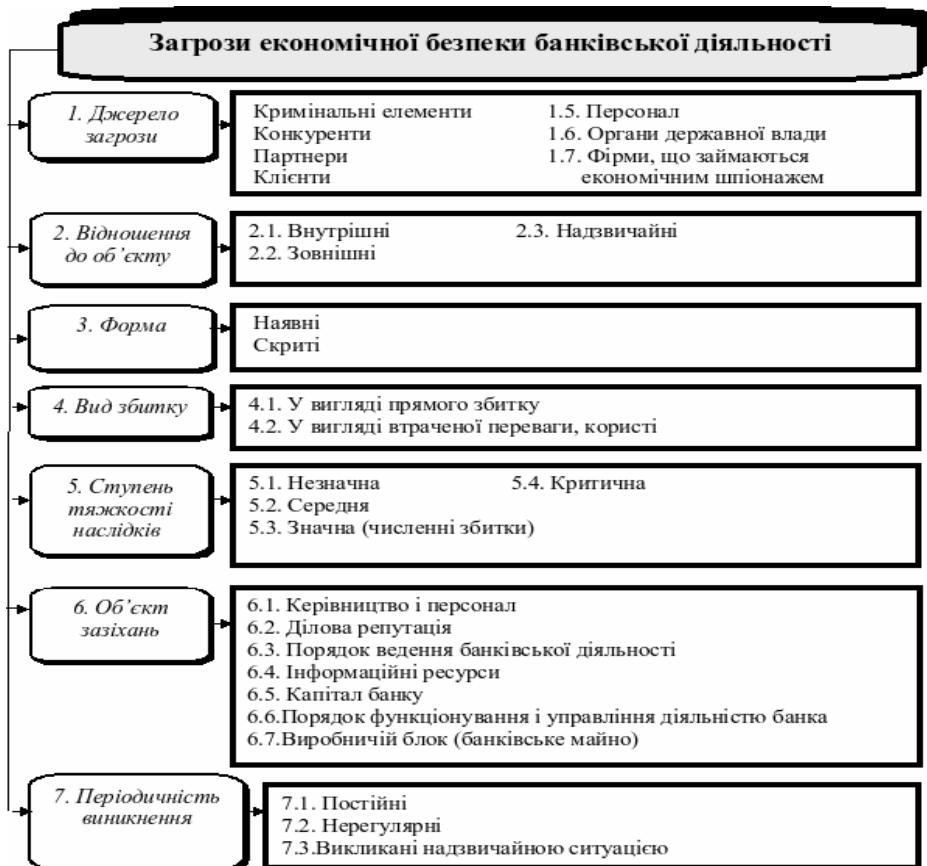 Загрози економічної безпеки банківської діяльності
1. Джерело
загрози
Кримінальні елементи
Конкуренти
Партнери
Клієнти
1.5. Персонал
1.6. Органи державної влади
1.7. Фірми, що займаються
економічним шпіонажем
2. Відношення
до об’єкту
2.1. Внутрішні
2.2. Зовнішні
2.3. Надзвичайні
3. Форма
Наявні
Скриті
4. Вид збитку
4.1. У вигляді прямого збитку
4.2. У вигляді втраченої переваги, користі
5. Ступень
тяжкості
наслідків
5.1. Незначна
5.2. Середня
5.3. Значна (численні збитки)
5.4. Критична
6. Об’єкт
зазіхань
6.1. Керівництво і персонал
6.2. Ділова репутація
6.3. Порядок ведення банківської діяльності
6.4. Інформаційні ресурси
6.5. Капітал банку
6.6.Порядок функціонування і управління діяльністю банка
6.7.Виробничій блок (банківське майно)
7. Періодичність
виникнення
7.1. Постійні
7.2. Нерегулярні
7.3.Викликані надзвичайною ситуацією